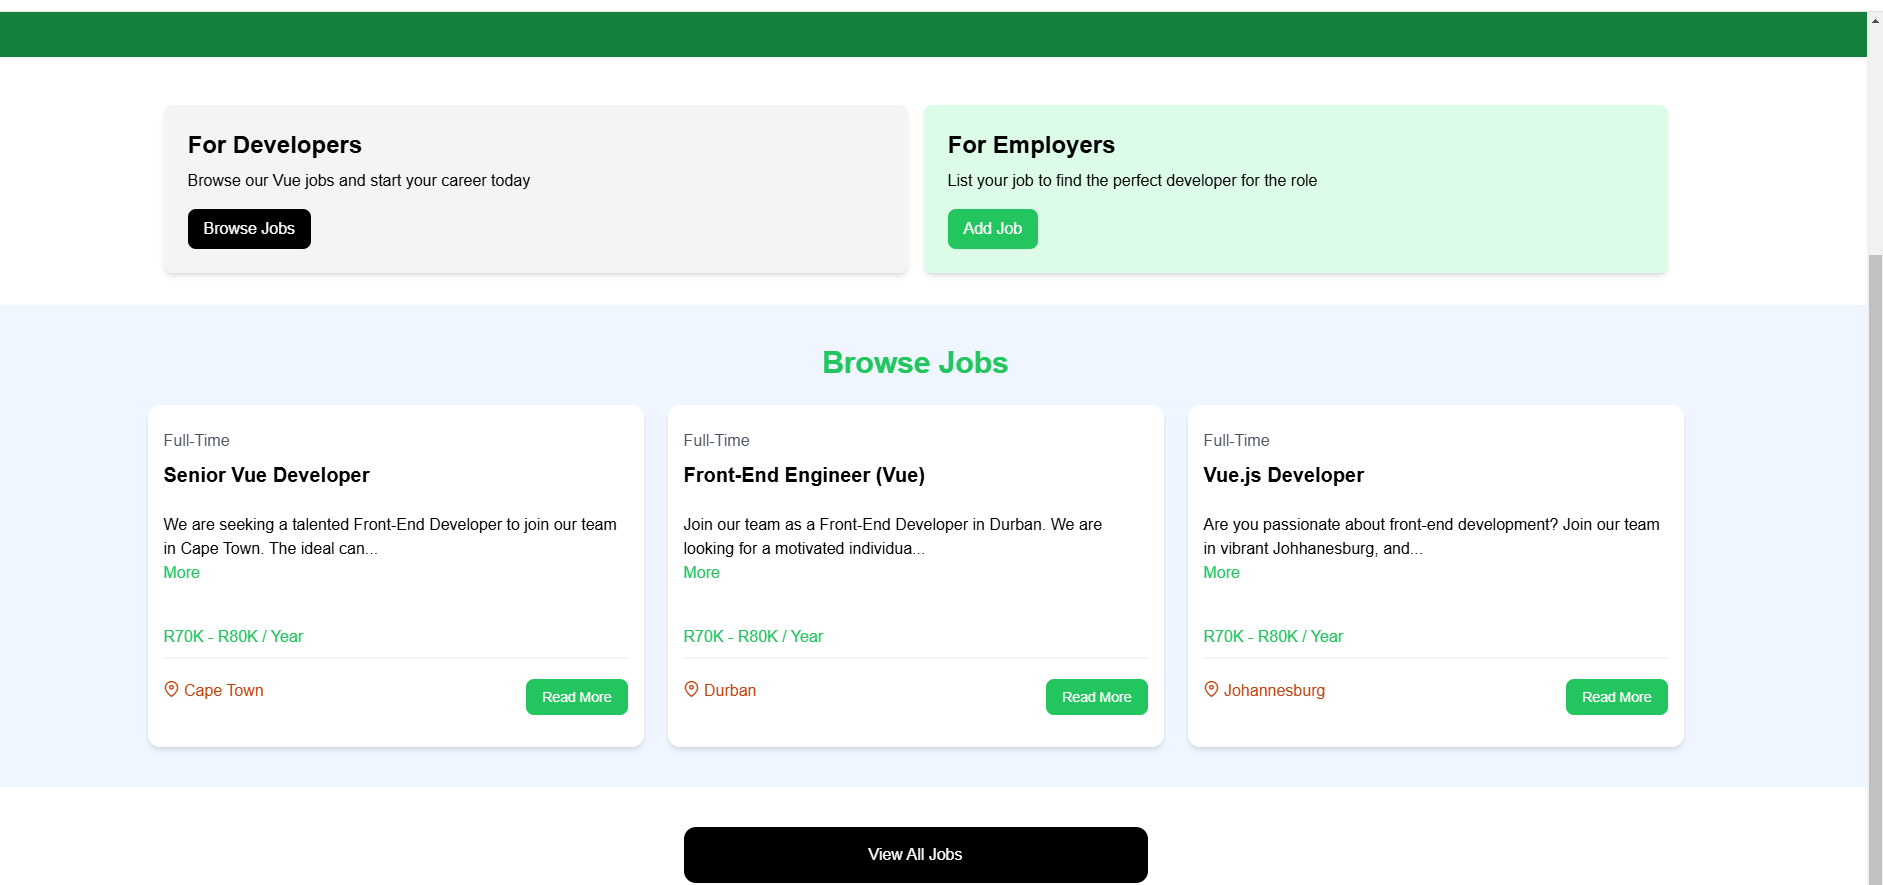 For Developers
Browse our Vue jobs and start your career today
Browse Jobs
For Employers
List your job to find the perfect developer for the role
Add Job
Browse Jobs
Full-Time
Senior Vue Developer
We are seeking a talented Front-End Developer to join our team
in Cape Town. The ideal can...
More
R70K - R80K / Year
Cape Town
Read More
Full-Time
Front-End Engineer (Vue)
Join our team as a Front-End Developer in Durban. We are
looking for a motivated individua...
More
R70K - R80K / Year
Durban
Read More
Full-Time
Vue.js Developer
Are you passionate about front-end development? Join our team
in vibrant Johhanesburg, and...
More
R70K - R80K / Year
Johannesburg
Read More
View All Jobs